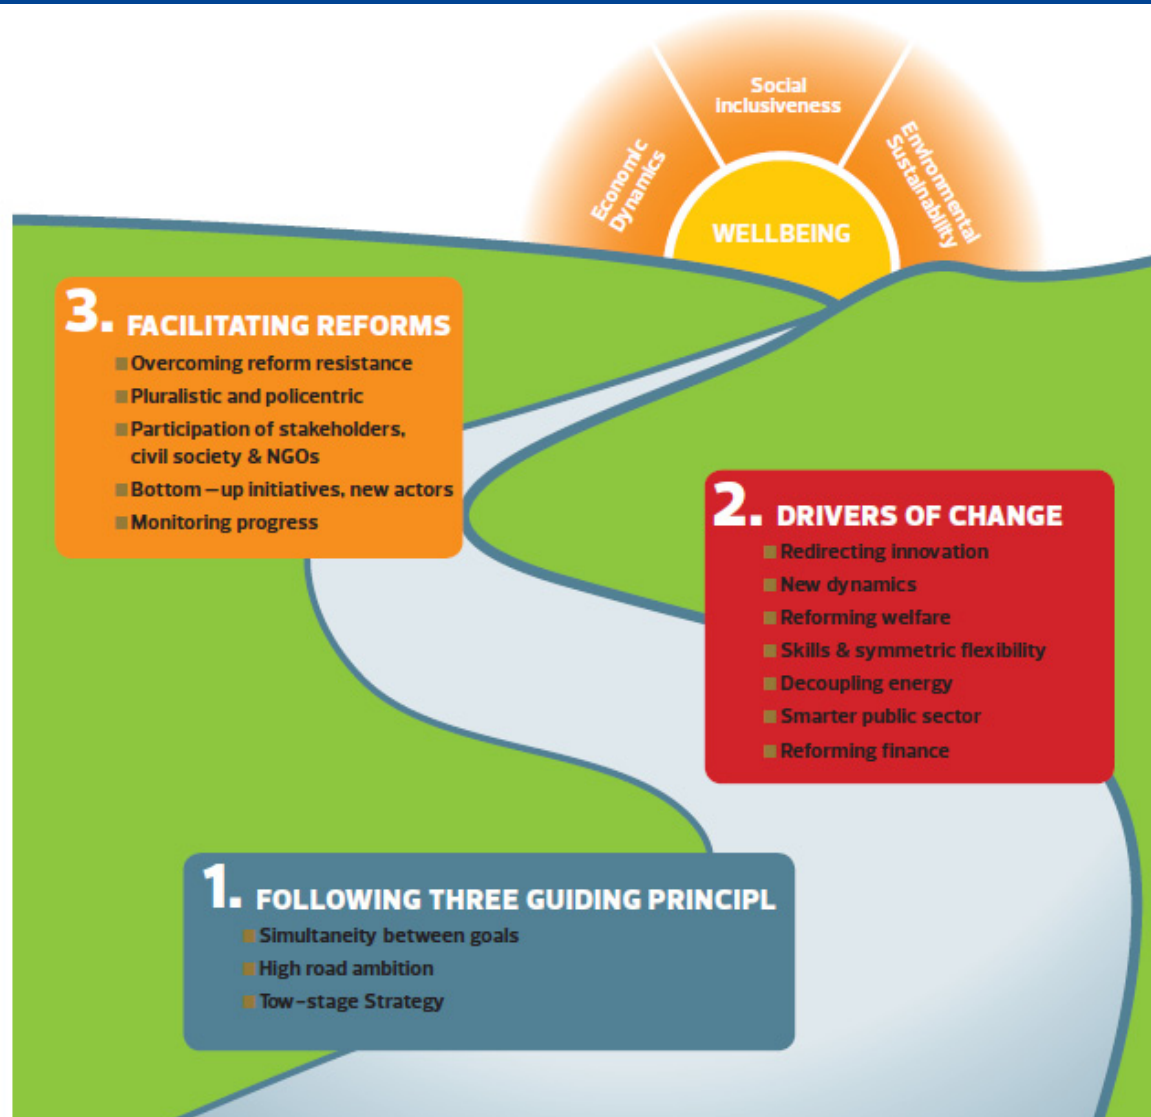 Social
inclusiveness
Economic
Dynamics
Environmental
Sustainability
WELLBEING
3. FACILITATING REFORMS
Overcoming reform resistance
Pluralistic and policentric
Participation of stakeholders,
civil society & NGOs
Bottom – up initiatives, new actors
Monitoring progress
2. DRIVERS OF CHANGE
Redirecting innovation
New dynamics
Reforming welfare
Skills & symmetric flexibility
Decoupling energy
Smarter public sector
Reforming finance
1. FOLLOWING THREE GUIDING PRINCIPL
Simultaneity between goals
High road ambition
Tow-stage Strategy